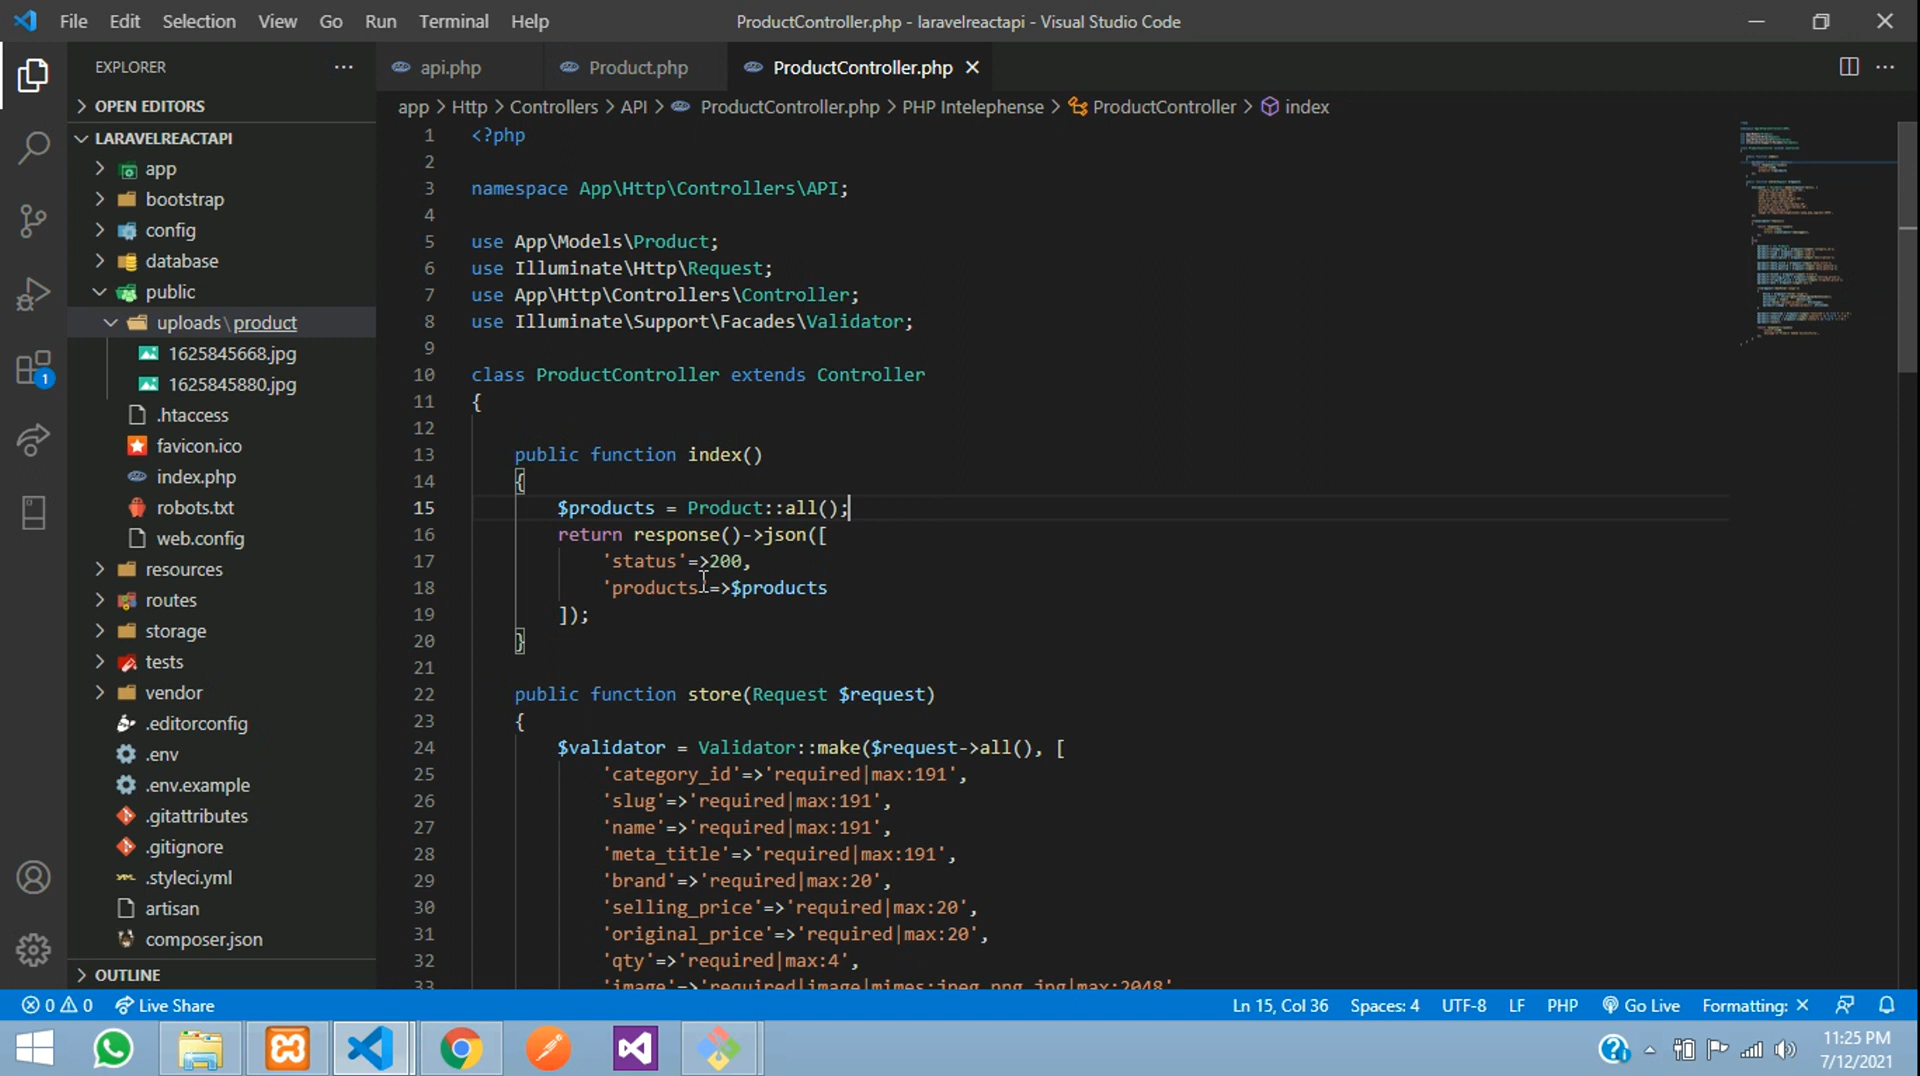 File Edit Selection View Go Run Terminal Help ProductController.php - laravelreactapi - Visual Studio Code
EXPLORER
OPEN EDITORS
LARAVELREACTAPI
app
bootstrap
config
database
public
uploads\product
1625845668.jpg
1625845880.jpg
.htaccess
favicon.ico
index.php
robots.txt
web.config
resources
routes
storage
tests
vendor
.editorconfig
.env
.env.example
.gitattributes
.gitignore
.styleci.yml
artisan
composer.json
OUTLINE
1
api.php Product.php ProductController.php
app > Http > Controllers > API > ProductController.php > PHP Intelephense > ProductController > index
1 <?php
2
3 namespace App\Http\Controllers\API;
4
5 use App\Models\Product;
6 use Illuminate\Http\Request;
7 use App\Http\Controllers\Controller;
8 use Illuminate\Support\Facades\Validator;
9
10 class ProductController extends Controller
11 {
12
13 public function index()
14 {
15 $products = Product::all();
16 return response()->json([
17 'status'=>200,
18 'products'=>$products
19 ]);
20 }
21
22 public function store(Request $request)
23 {
24 $validator = Validator::make($request->all(), [
25 'category_id'=>'required|max:191',
26 'slug'=>'required|max:191',
27 'name'=>'required|max:191',
28 'meta_title'=>'required|max:191',
29 'brand'=>'required|max:20',
30 'selling_price'=>'required|max:20',
31 'original_price'=>'required|max:20',
32 'qty'=>'required|max:4',
33 'image'=>'required|image|mimes:jpeg,png,jpg|max:2048',
0 0 Live Share Ln 15, Col 36 Spaces: 4 UTF-8 LF PHP Go Live Formatting: ×
11:25 PM
7/12/2021